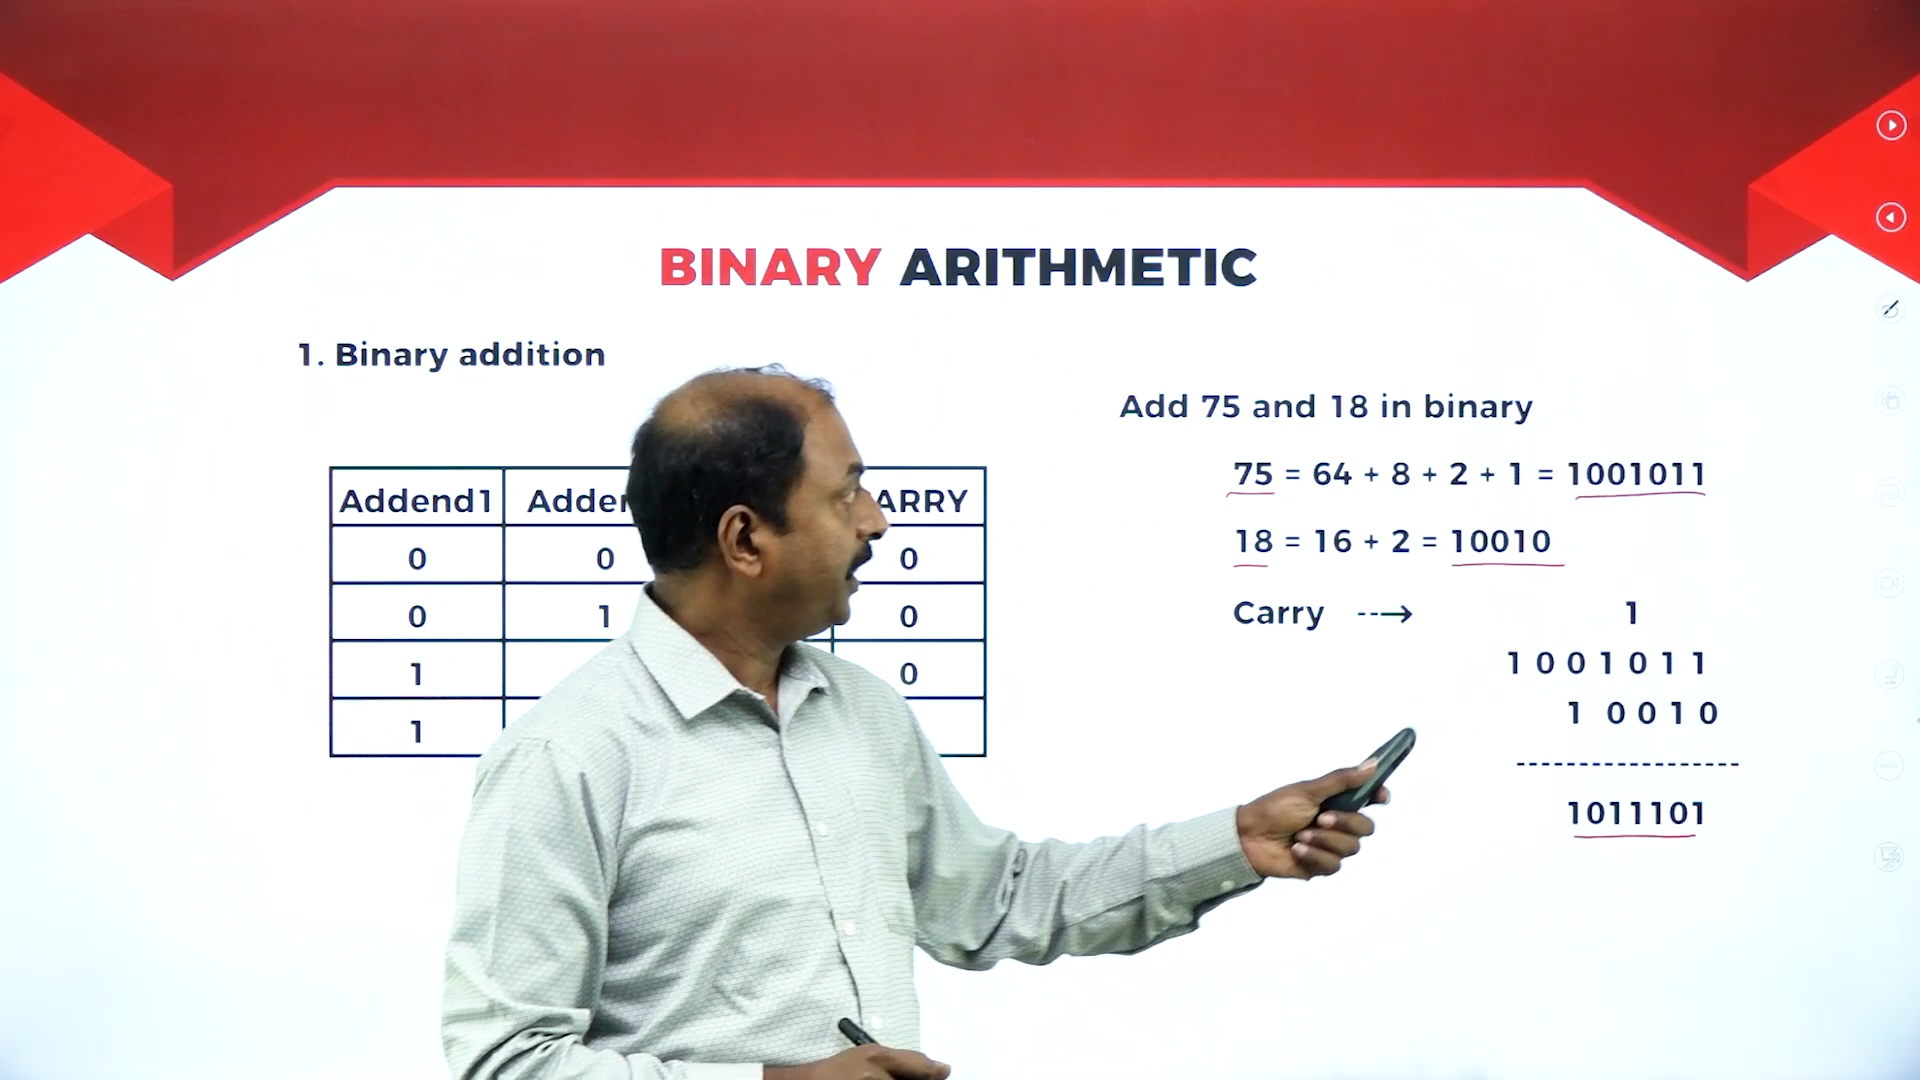 BINARY ARITHMETIC
1. Binary addition
Addend1
0 0 0
0 1 0
1 0
1
Add 75 and 18 in binary
75 = 64 + 8 + 2 + 1 = 1001011
18 = 16 + 2 = 10010
Carry --→ 1
1 0 0 1 0 1 1
1 0 0 1 0
-----------------
1011101